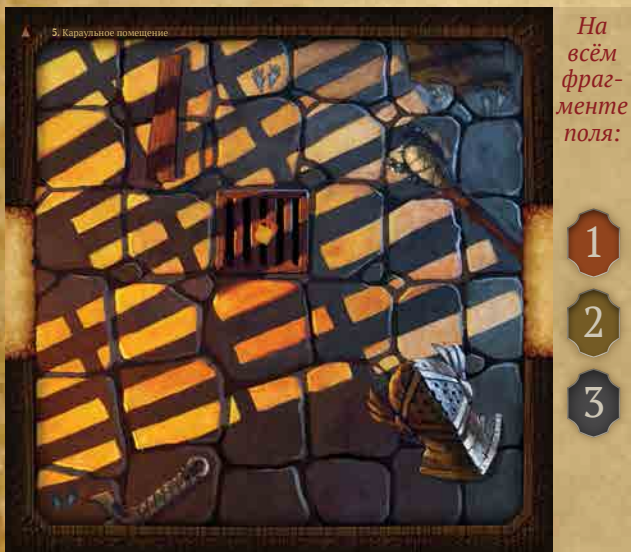 5. Караульное помещение
На
всём
фраг-
менте
поля:
1
2
3